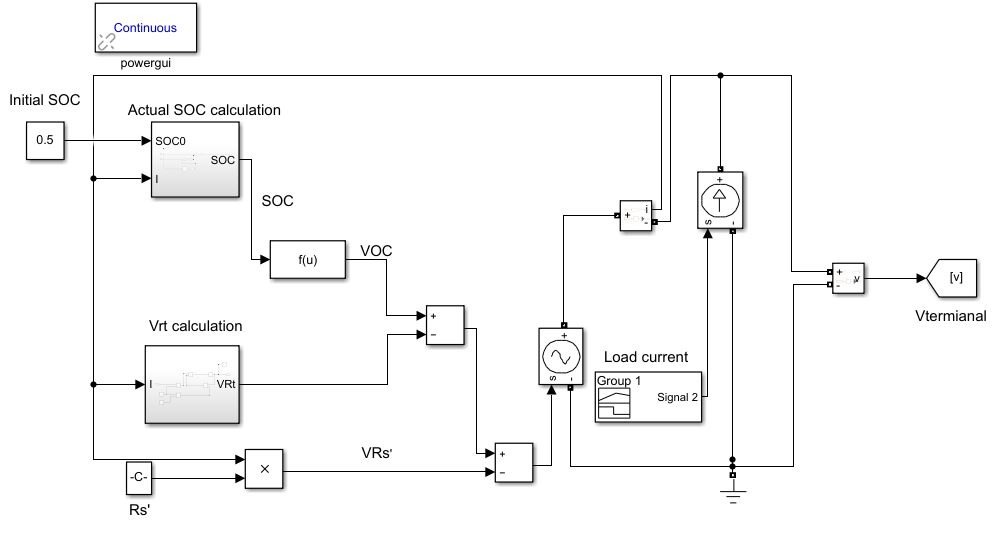 Continuous
powergui
Initial SOC
0.5
Actual SOC calculation
SOC0
SOC
I
SOC
f(u)
VOC
+
−
Vrt calculation
I
VRt
-C-
Rs'
×
VRs'
+
−
+
s
-
+
i
-
+
s
-
Load current
Group 1
Signal 2
+
-
v
[v]
Vtermianal